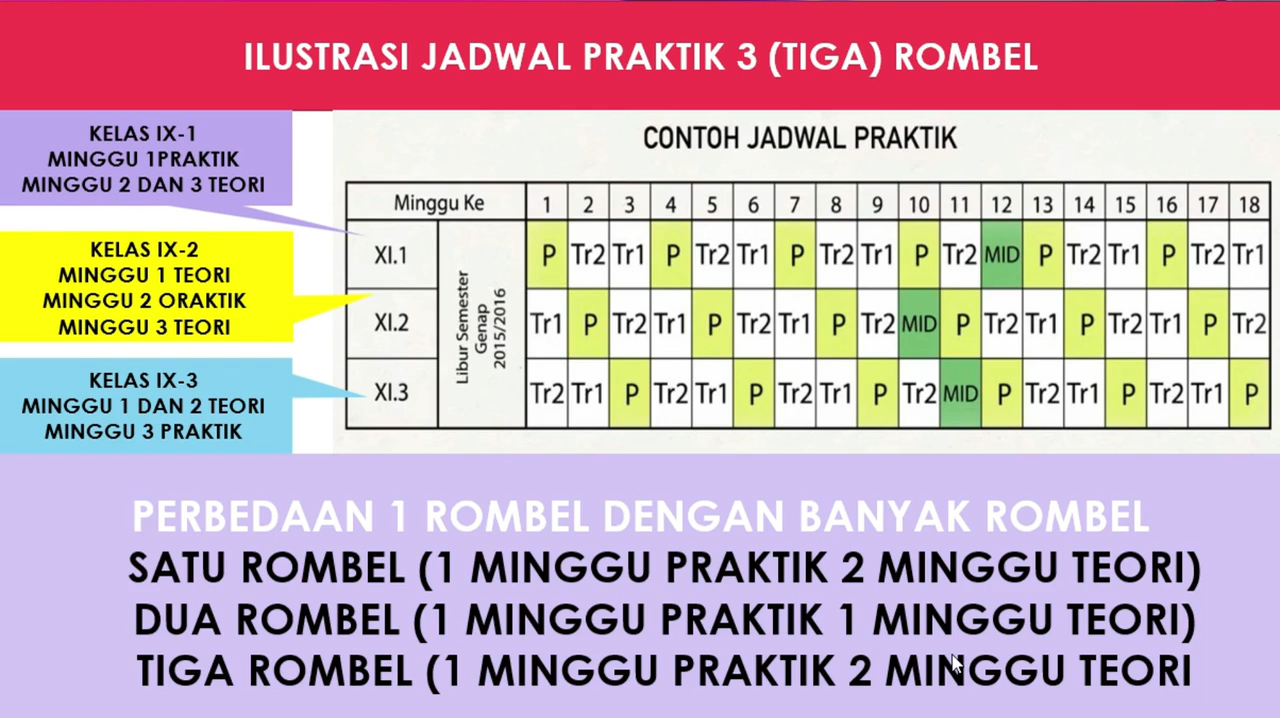 ILUSTRASI JADWAL PRAKTIK 3 (TIGA) ROMBEL
KELAS IX-1
MINGGU 1PRAKTIK
MINGGU 2 DAN 3 TEORI
KELAS IX-2
MINGGU 1 TEORI
MINGGU 2 ORAKTIK
MINGGU 3 TEORI
KELAS IX-3
MINGGU 1 DAN 2 TEORI
MINGGU 3 PRAKTIK
CONTOH JADWAL PRAKTIK
Minggu Ke 1 2 3 4 5 6 7 8 9 10 11 12 13 14 15 16 17 18
XI.1 P Tr2 Tr1 P Tr2 Tr1 P Tr2 Tr1 P Tr2 MID P Tr2 Tr1 P Tr2 Tr1
XI.2 Tr1 P Tr2 Tr1 P Tr2 Tr1 P Tr2 MID P Tr2 Tr1 P Tr2 Tr1 P Tr2
XI.3 Tr2 Tr1 P Tr2 Tr1 P Tr2 Tr1 P Tr2 MID P Tr2 Tr1 P Tr2 Tr1 P
Libur Semester
Genap
2015/2016
PERBEDAAN 1 ROMBEL DENGAN BANYAK ROMBEL
SATU ROMBEL (1 MINGGU PRAKTIK 2 MINGGU TEORI)
DUA ROMBEL (1 MINGGU PRAKTIK 1 MINGGU TEORI)
TIGA ROMBEL (1 MINGGU PRAKTIK 2 MINGGU TEORI